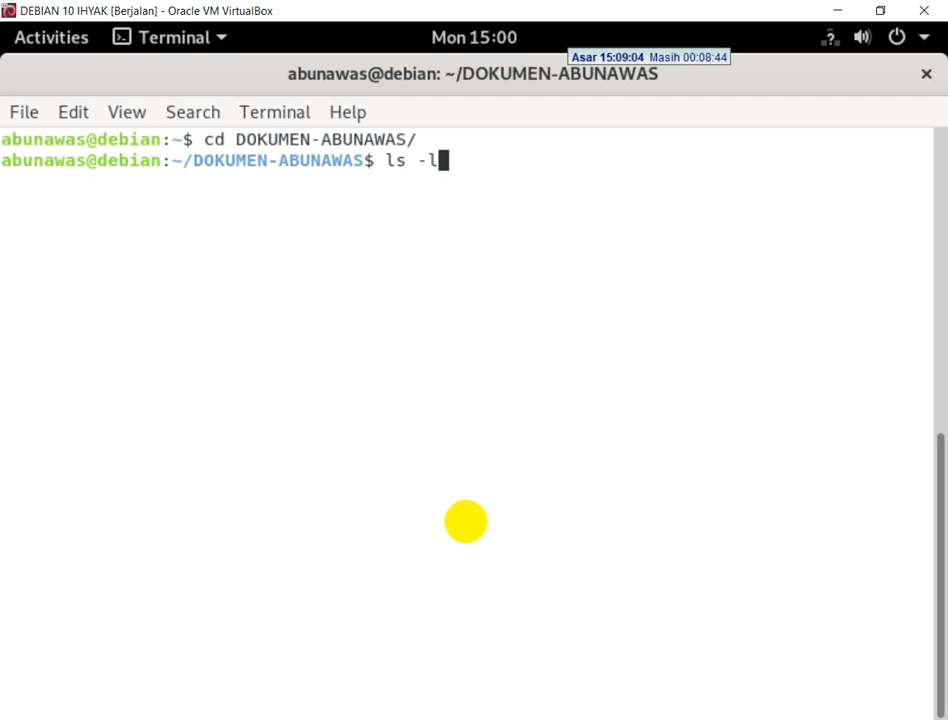 DEBIAN 10 IHYAK [Berjalan] - Oracle VM VirtualBox
Activities Terminal Mon 15:00
Asar 15:09:04 Masih 00:08:44
abunawas@debian: ~/DOKUMEN-ABUNAWAS
File Edit View Search Terminal Help
abunawas@debian:~$ cd DOKUMEN-ABUNAWAS/
abunawas@debian:~/DOKUMEN-ABUNAWAS$ ls -l